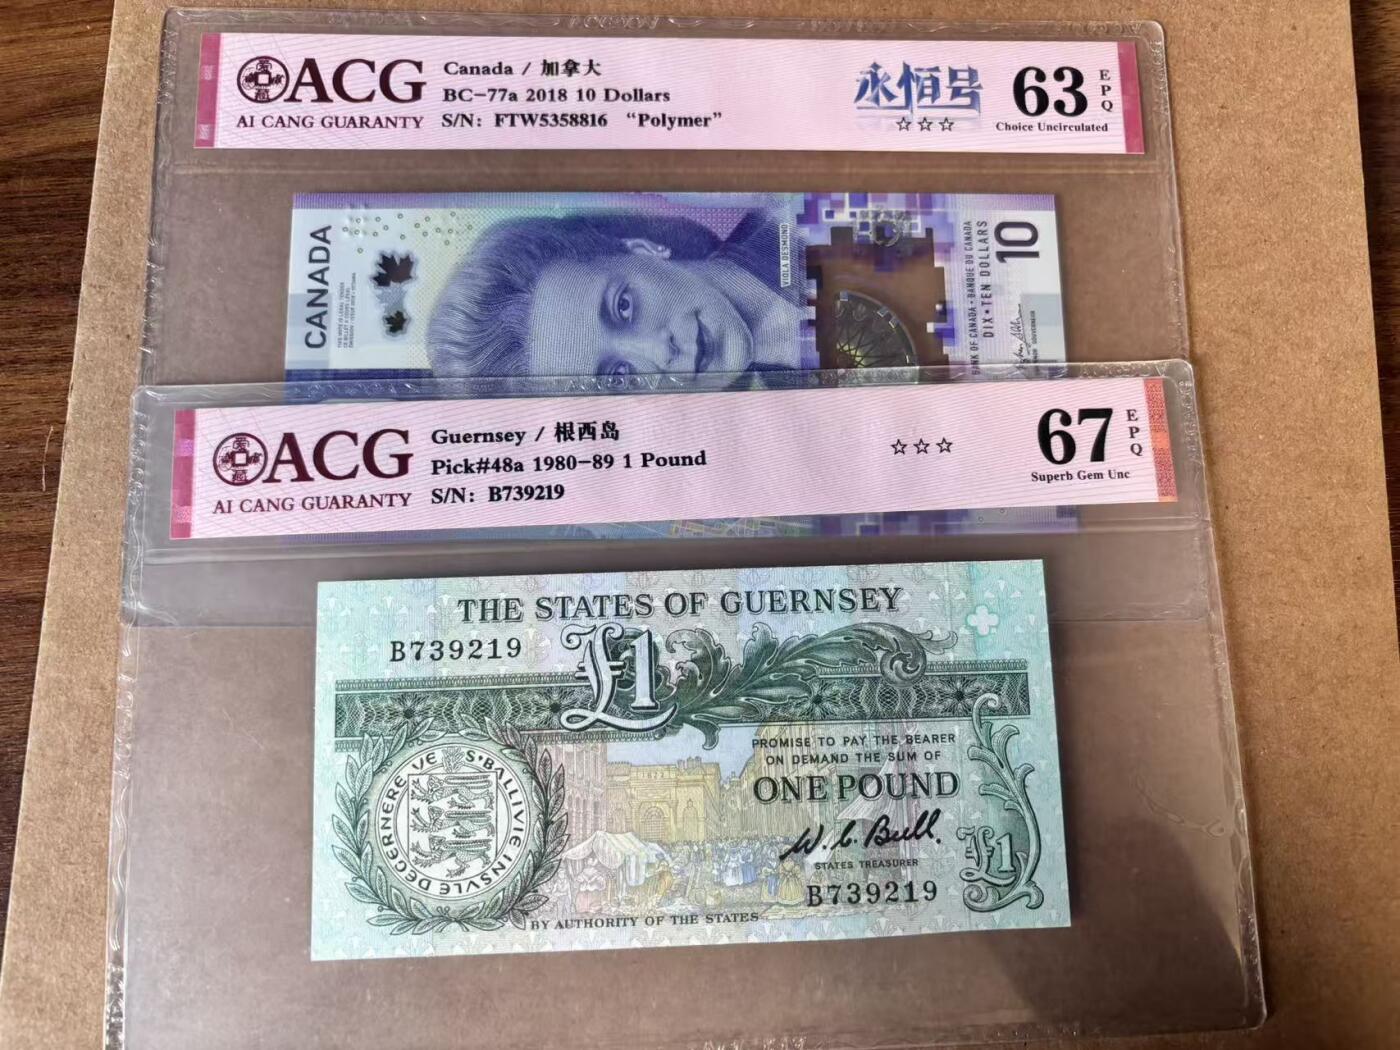 ACG
AI CANG GUARANTY
Canada / 加拿大
BC-77a 2018 10 Dollars
S/N: FTW5358816 "Polymer"
永恒号
☆☆☆
63
EPQ
Choice Uncirculated
CANADA
VIOLA DESMOND
BANK OF CANADA • BANQUE DU CANADA
DIX • TEN DOLLARS
10
ACG
AI CANG GUARANTY
Guernsey / 根西岛
Pick#48a 1980-89 1 Pound
S/N: B739219
☆☆☆
67
EPQ
Superb Gem Unc
THE STATES OF GUERNSEY
B739219
£1
PROMISE TO PAY THE BEARER
ON DEMAND THE SUM OF
ONE POUND
W. C. Bull.
STATES TREASURER
B739219
£1
S·BALLIVIE INSVLE DE GERNEREYE
BY AUTHORITY OF THE STATES